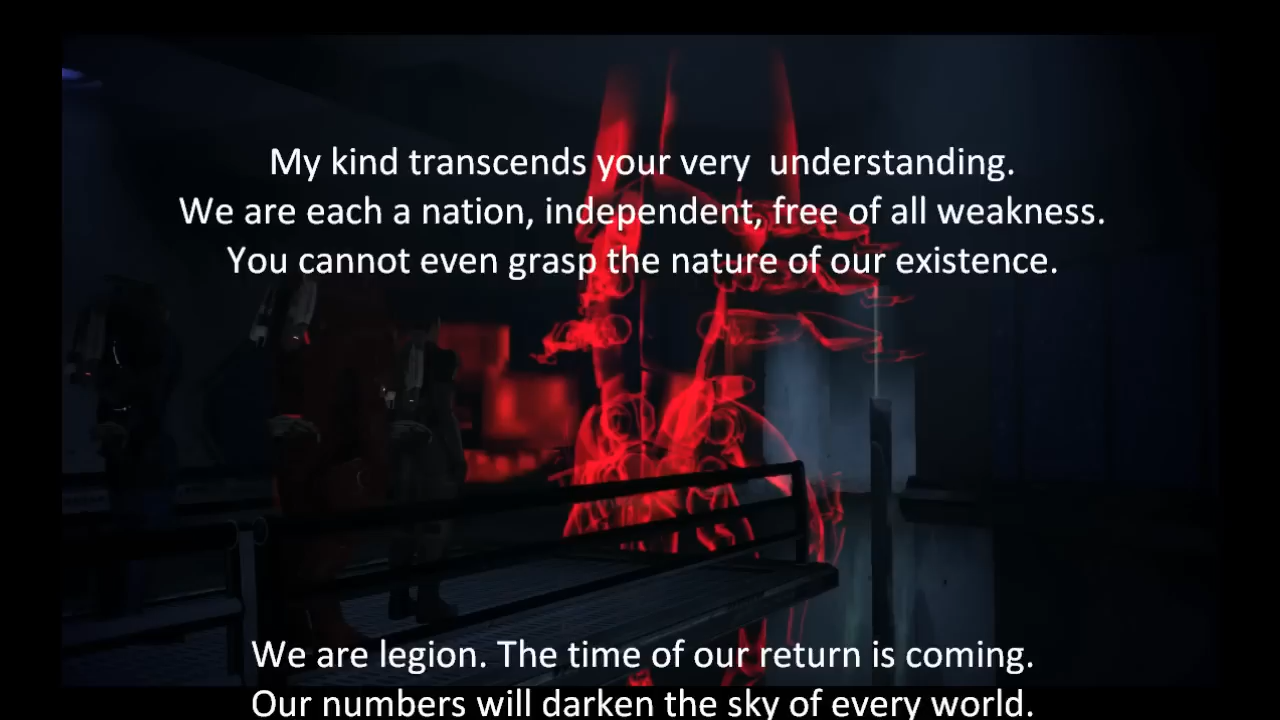 My kind transcends your very  understanding.
We are each a nation, independent, free of all weakness.
You cannot even grasp the nature of our existence.
We are legion. The time of our return is coming.
Our numbers will darken the sky of every world.